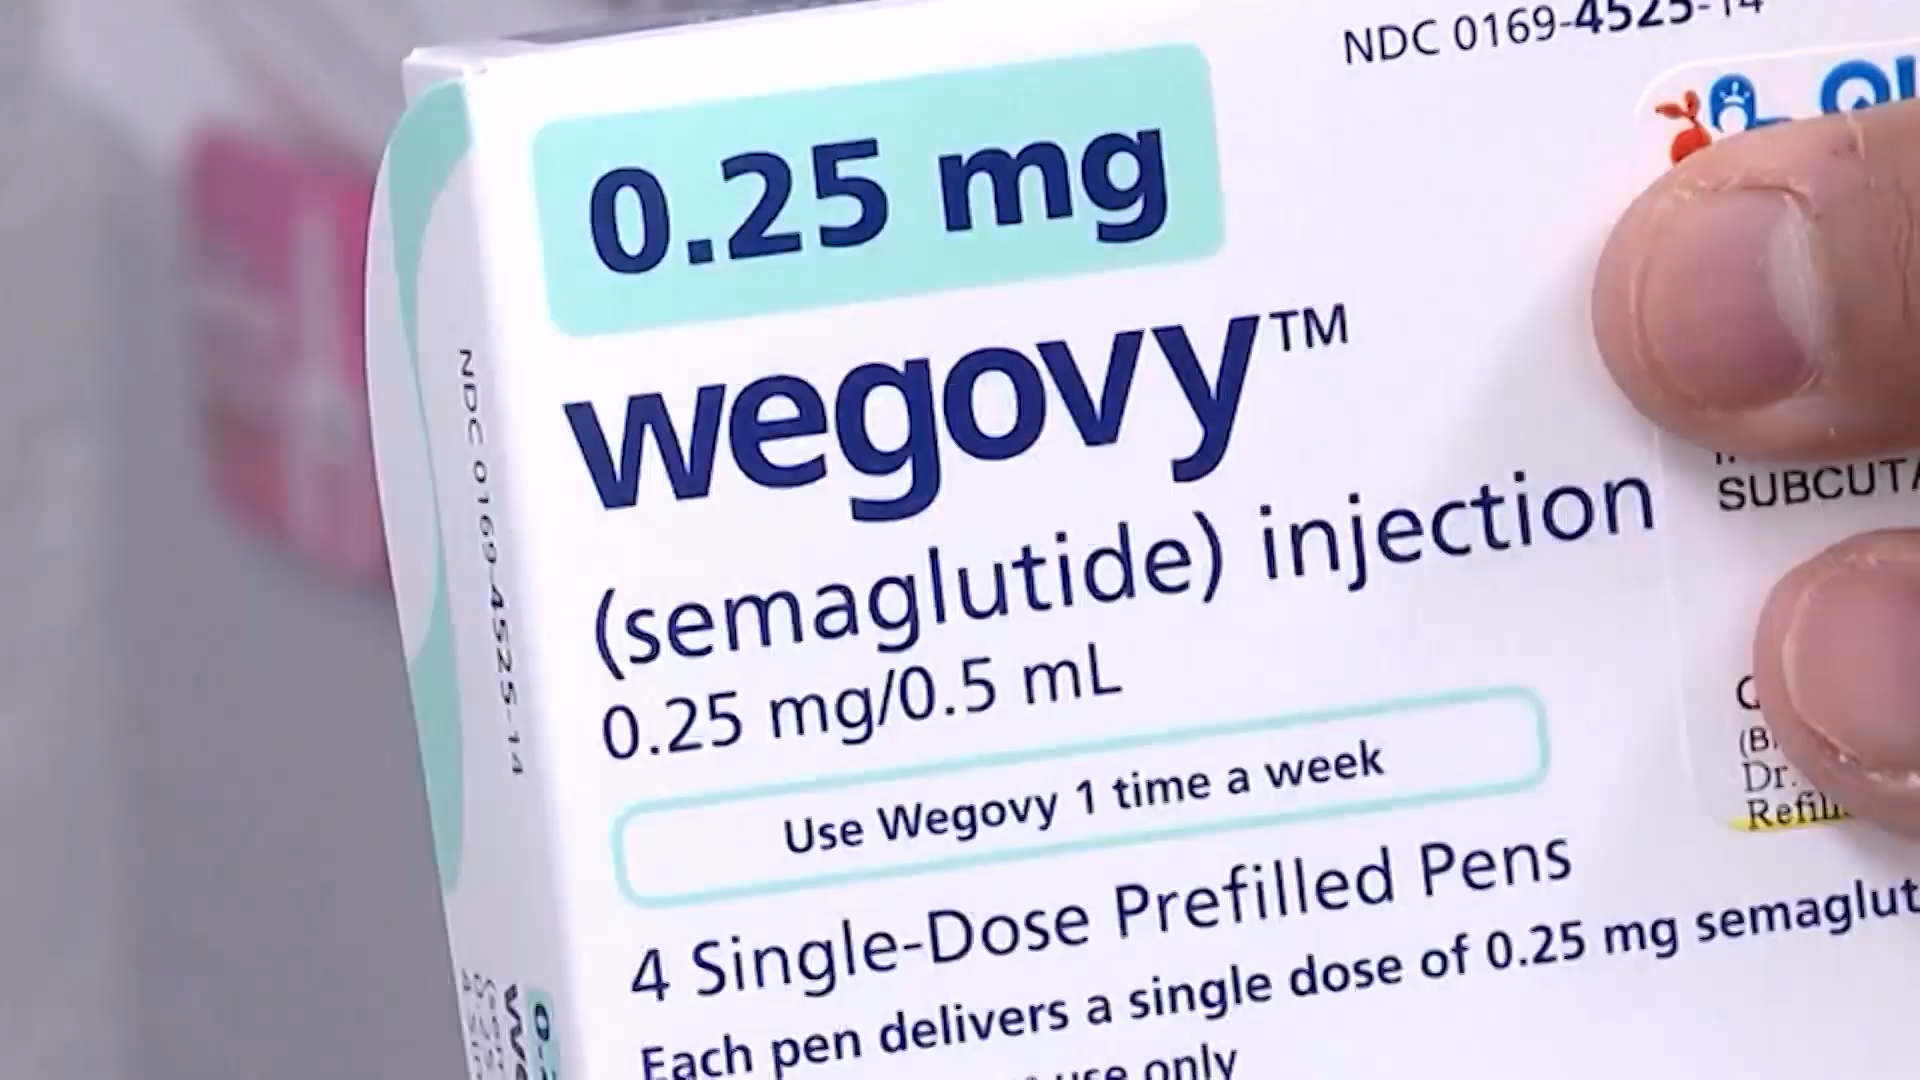 NDC 0169-4525-14
0.25 mg
wegovy™
(semaglutide) injection
0.25 mg/0.5 mL
Use Wegovy 1 time a week
4 Single-Dose Prefilled Pens
Each pen delivers a single dose of 0.25 mg semaglut
use only
NDC 0169-4525-14
SUBCUTA
Dr.
Refil